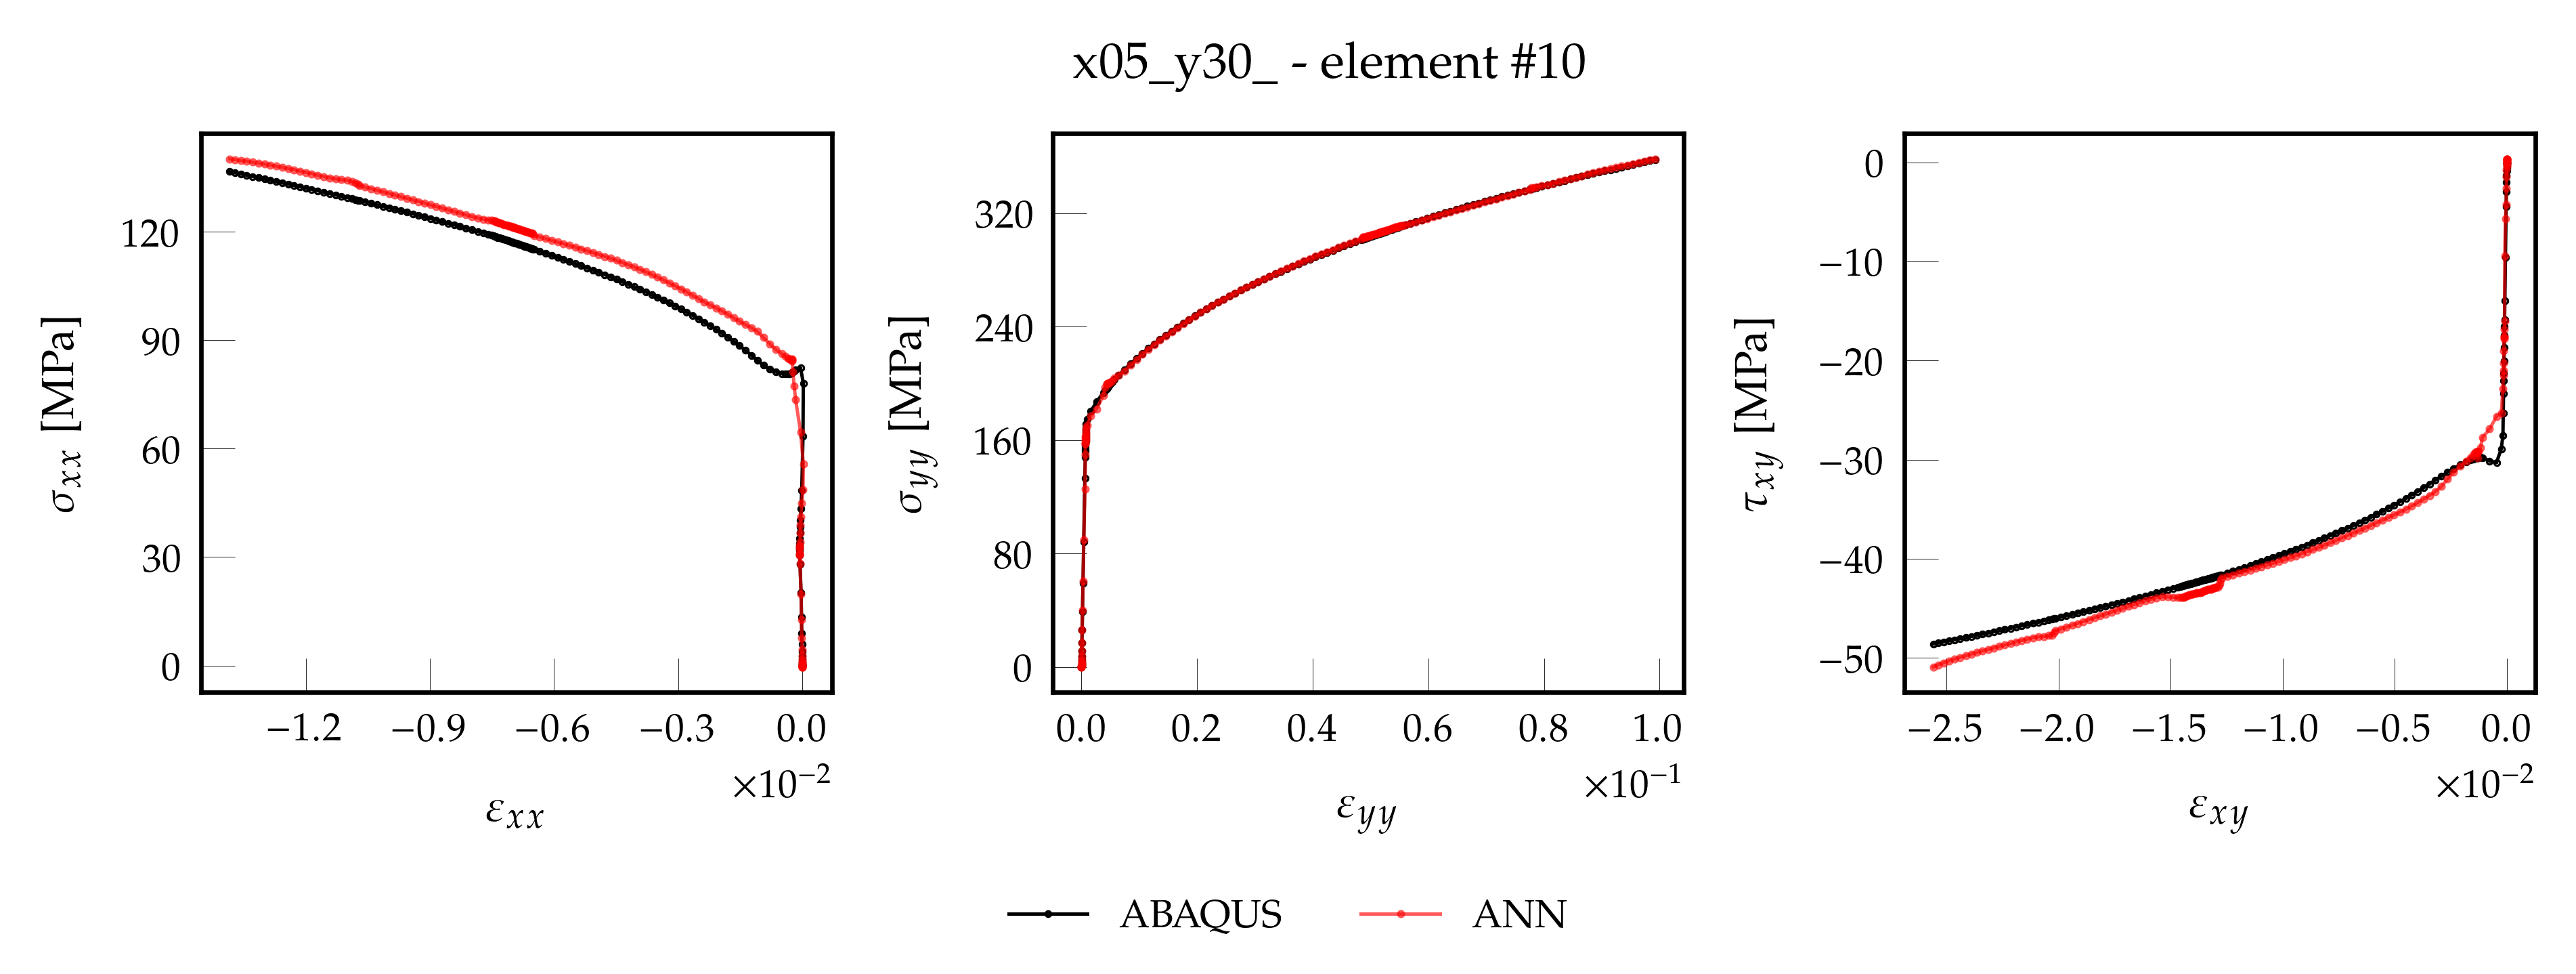 x05_y30_ - element #10
σxx [MPa]
120
90
60
30
0
−1.2 −0.9 −0.6 −0.3 0.0
×10−2
εxx
σyy [MPa]
320
240
160
80
0
0.0 0.2 0.4 0.6 0.8 1.0
×10−1
εyy
τxy [MPa]
0
−10
−20
−30
−40
−50
−2.5 −2.0 −1.5 −1.0 −0.5 0.0
×10−2
εxy
ABAQUS ANN